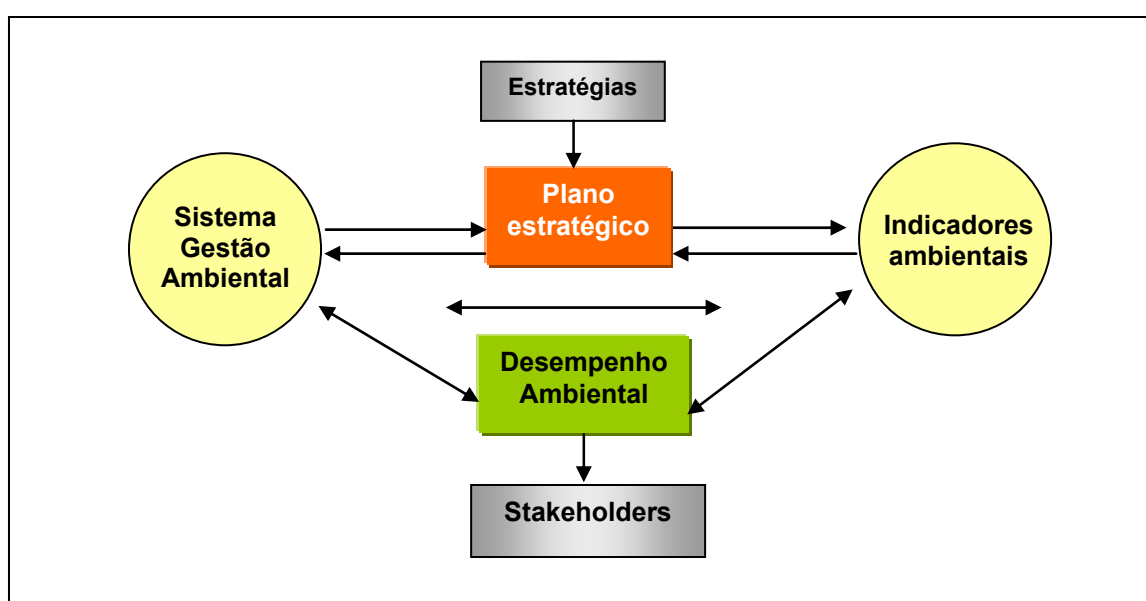 Estratégias
Plano
estratégico
Sistema
Gestão
Ambiental
Indicadores
ambientais
Desempenho
Ambiental
Stakeholders